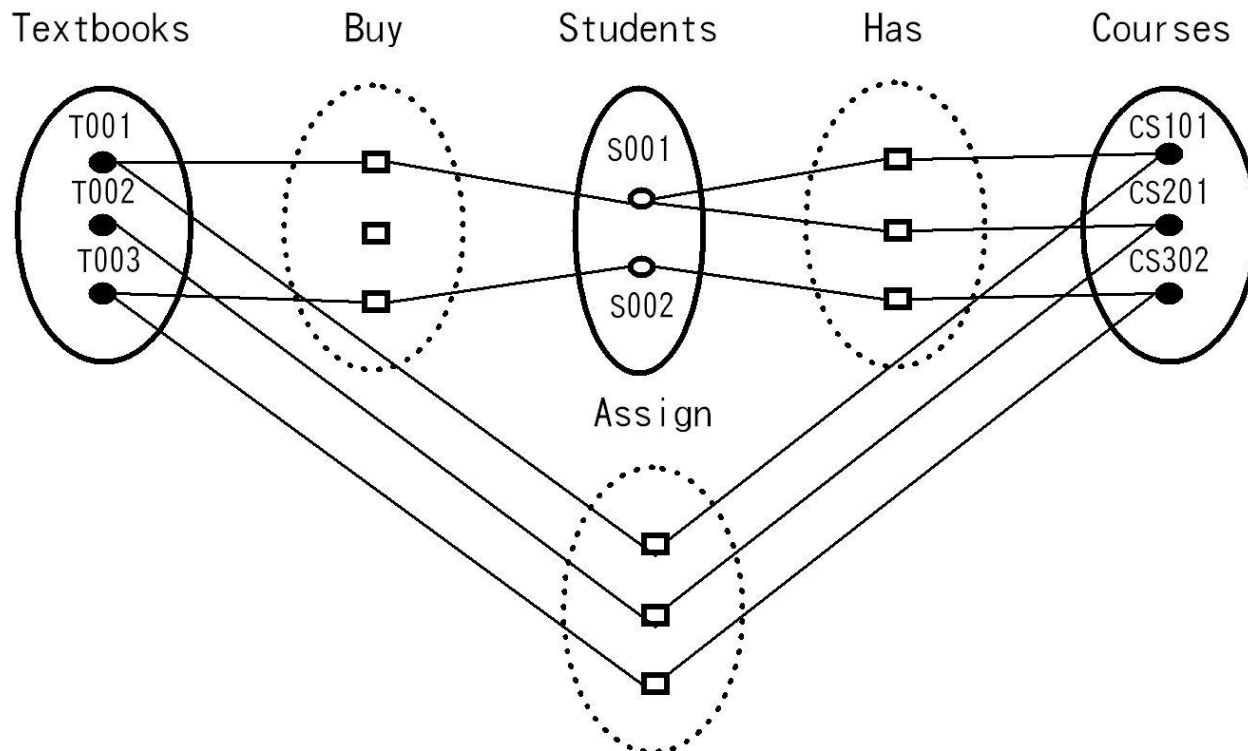 Textbooks
Buy
Students
Has
Courses
T001
T002
T003
S001
S002
CS101
CS201
CS302
Assign